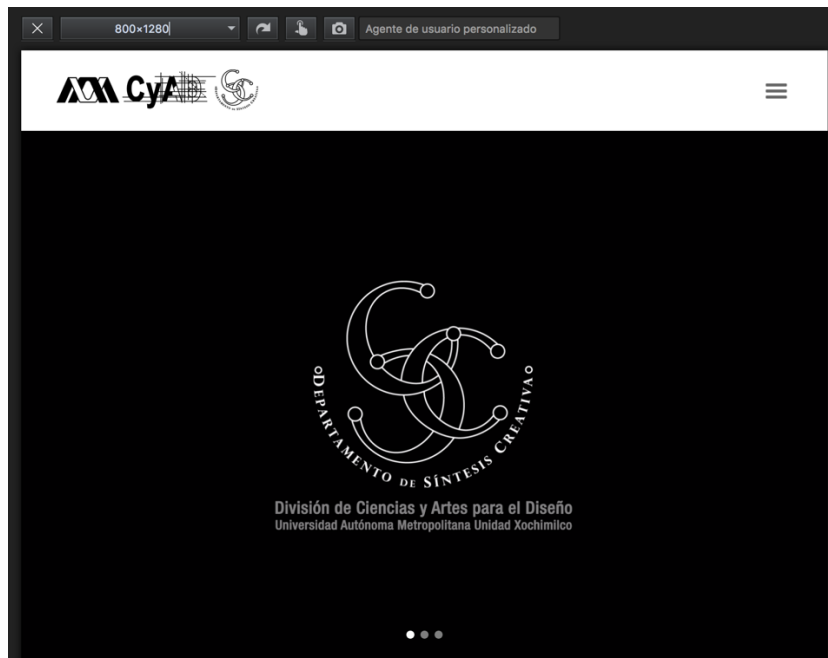 800×1280
Agente de usuario personalizado
CyAD
DEPARTAMENTO DE SÍNTESIS CREATIVA
División de Ciencias y Artes para el Diseño
Universidad Autónoma Metropolitana Unidad Xochimilco